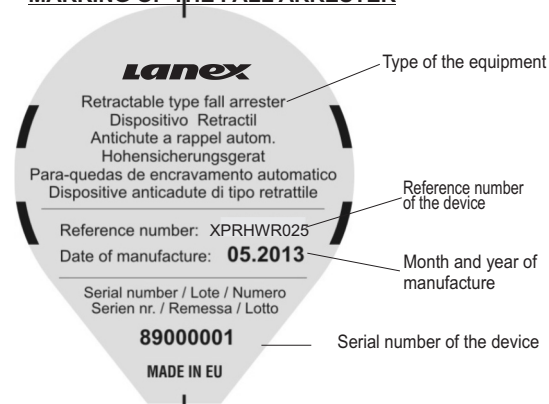 MARKING OF THE FALL ARRESTER
Lanex
Type of the equipment
Retractable type fall arrester
Dispositivo Retractil
Antichute a rappel autom.
Hohensicherungsgerat
Para-quedas de encravamento automatico
Dispositive anticadute di tipo retrattile
Reference number
of the device
Reference number: XPRHWR025
Date of manufacture: 05.2013
Month and year of
manufacture
Serial number / Lote / Numero
Serien nr. / Remessa / Lotto
89000001
Serial number of the device
MADE IN EU